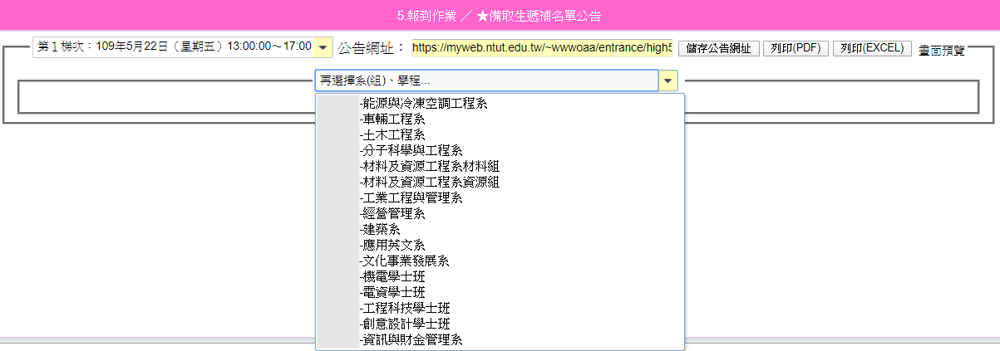 5.報到作業 ／ ★備取生遞補名單公告
第１梯次：109年5月22日（星期五）13:00:00～17:00 公告網址： https://myweb.ntut.edu.tw/~wwwoaa/entrance/high5 儲存公告網址 列印(PDF) 列印(EXCEL) 畫面預覽
再選擇系(組)、學程...
-能源與冷凍空調工程系
-車輛工程系
-土木工程系
-分子科學與工程系
-材料及資源工程系材料組
-材料及資源工程系資源組
-工業工程與管理系
-經營管理系
-建築系
-應用英文系
-文化事業發展系
-機電學士班
-電資學士班
-工程科技學士班
-創意設計學士班
-資訊與財金管理系